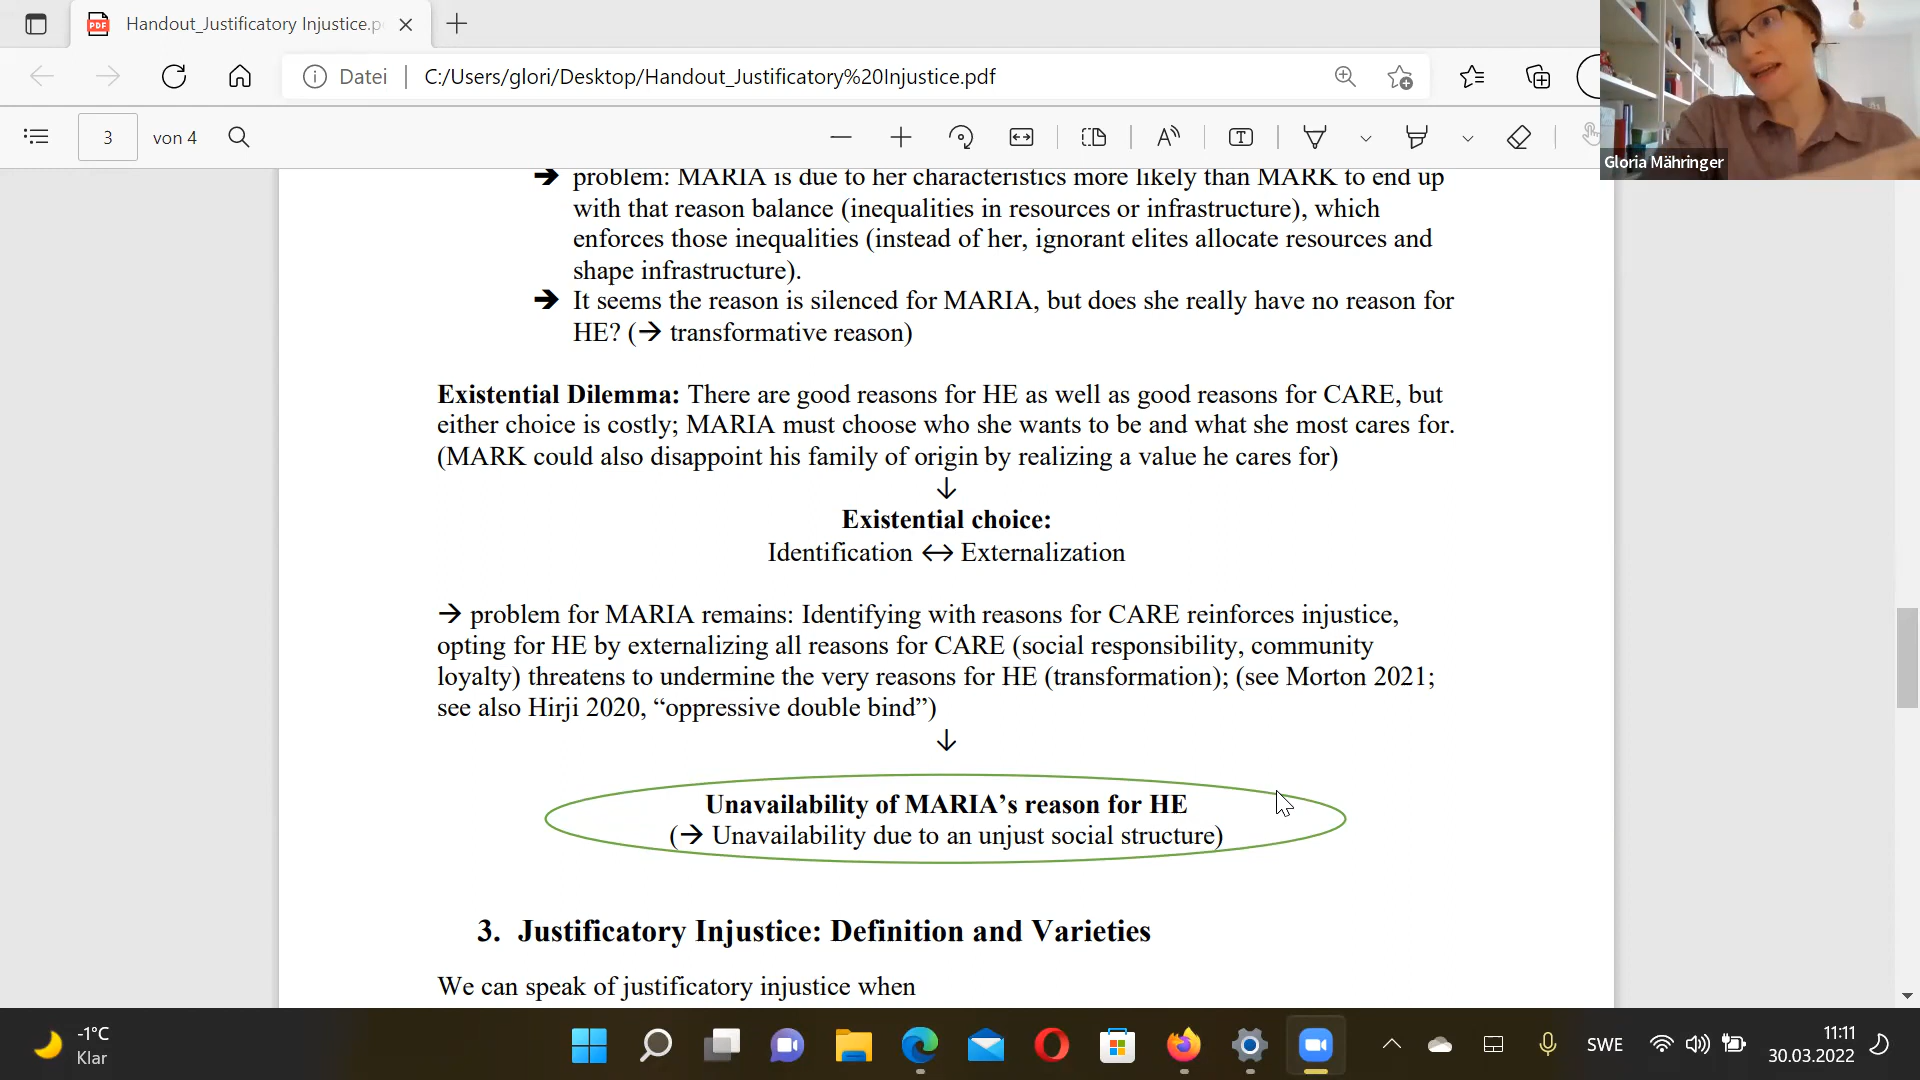 Handout_Justificatory Injustice.p
Datei
C:/Users/glori/Desktop/Handout_Justificatory%20Injustice.pdf
Gloria Mähringer
3 von 4
➔ problem: MARIA is due to her characteristics more likely than MARK to end up
with that reason balance (inequalities in resources or infrastructure), which
enforces those inequalities (instead of her, ignorant elites allocate resources and
shape infrastructure).
➔ It seems the reason is silenced for MARIA, but does she really have no reason for
HE? (→ transformative reason)
Existential Dilemma: There are good reasons for HE as well as good reasons for CARE, but
either choice is costly; MARIA must choose who she wants to be and what she most cares for.
(MARK could also disappoint his family of origin by realizing a value he cares for)
↓
Existential choice:
Identification ↔ Externalization
→ problem for MARIA remains: Identifying with reasons for CARE reinforces injustice,
opting for HE by externalizing all reasons for CARE (social responsibility, community
loyalty) threatens to undermine the very reasons for HE (transformation); (see Morton 2021;
see also Hirji 2020, “oppressive double bind”)
↓
Unavailability of MARIA’s reason for HE
(→ Unavailability due to an unjust social structure)
3. Justificatory Injustice: Definition and Varieties
We can speak of justificatory injustice when
-1°C
Klar
SWE
11:11
30.03.2022